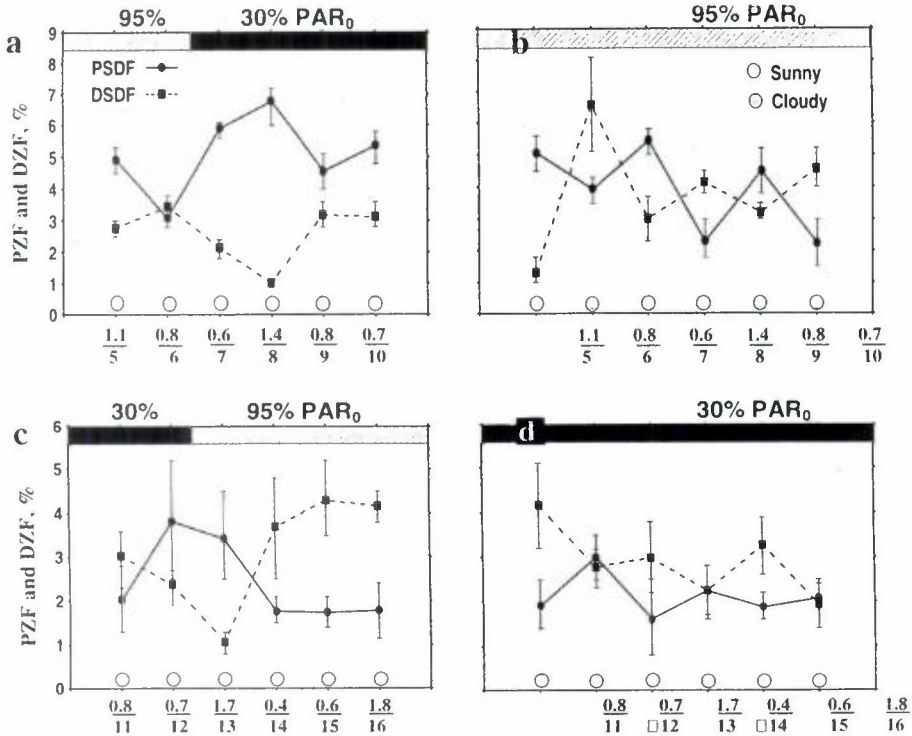 95% 30% PAR₀
a
9
8
7
6
5
4
3
2
1
0
PZF and DZF, %
PSDF
DSDF
1.1/5 0.8/6 0.6/7 1.4/8 0.8/9 0.7/10
95% PAR₀
b
Sunny
Cloudy
1.1/5 0.8/6 0.6/7 1.4/8 0.8/9 0.7/10
30% 95% PAR₀
c
6
5
4
3
2
1
0
PZF and DZF, %
0.8/11 0.7/12 1.7/13 0.4/14 0.6/15 1.8/16
30% PAR₀
d
0.8/11 0.7/□12 1.7/13 0.4/□14 0.6/15 1.8/16